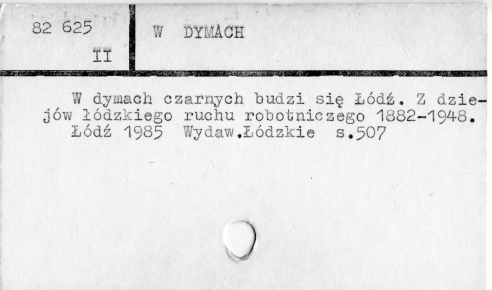 82 625
II
W DYMACH
W dymach czarnych budzi się Łódź. Z dzie-
jów łódzkiego ruchu robotniczego 1882-1948.
Łódź 1985 Wydaw.Łódzkie s.507